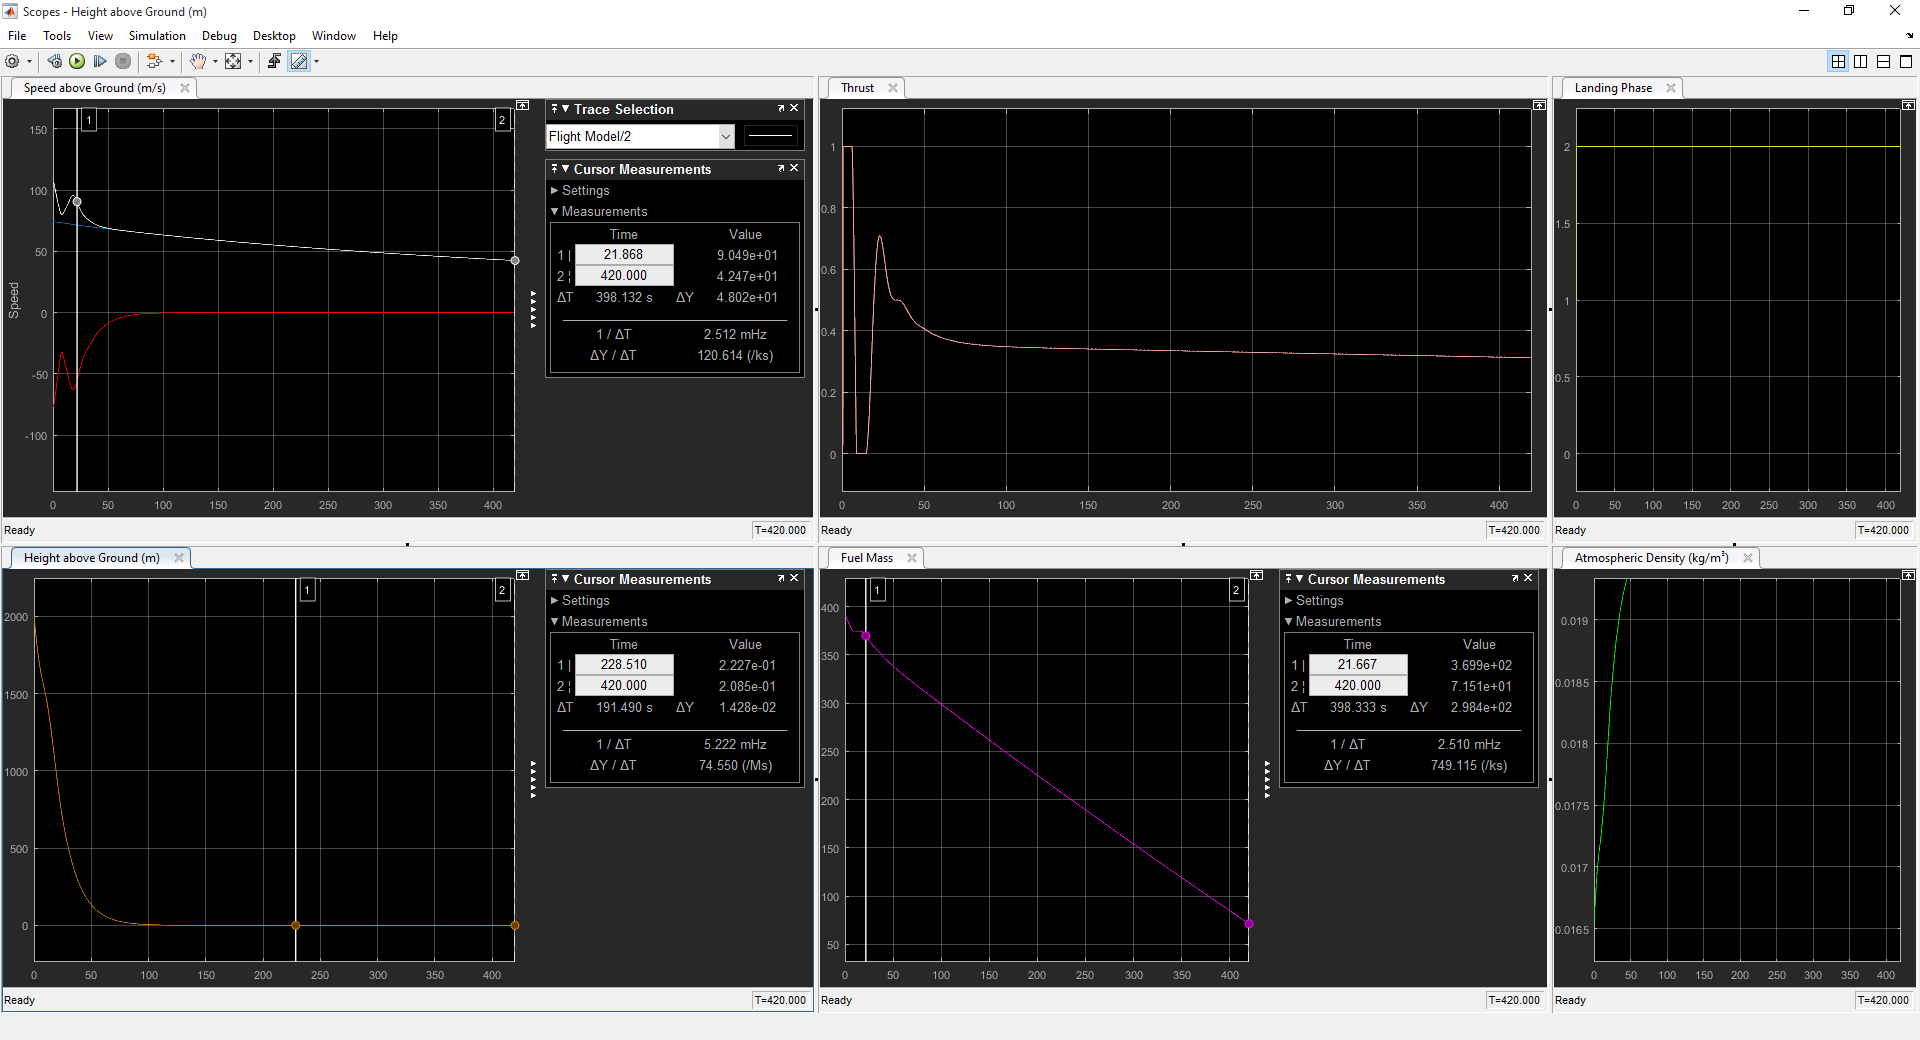 Scopes - Height above Ground (m)
File Tools View Simulation Debug Desktop Window Help
Speed above Ground (m/s)
150
100
50
0
-50
-100
Speed
0 50 100 150 200 250 300 350 400
1
2
Trace Selection
Flight Model/2
Cursor Measurements
Settings
Measurements
Time Value
1 | 21.868 9.049e+01
2 ¦ 420.000 4.247e+01
ΔT 398.132 s ΔY 4.802e+01
1 / ΔT 2.512 mHz
ΔY / ΔT 120.614 (/ks)
Ready T=420.000
Thrust
1
0.8
0.6
0.4
0.2
0
0 50 100 150 200 250 300 350 400
Ready T=420.000
Landing Phase
2
1.5
1
0.5
0
0 50 100 150 200 250 300 350 400
Ready T=420.000
Height above Ground (m)
2000
1500
1000
500
0
0 50 100 150 200 250 300 350 400
1
2
Cursor Measurements
Settings
Measurements
Time Value
1 | 228.510 2.227e-01
2 ¦ 420.000 2.085e-01
ΔT 191.490 s ΔY 1.428e-02
1 / ΔT 5.222 mHz
ΔY / ΔT 74.550 (/Ms)
Ready T=420.000
Fuel Mass
400
350
300
250
200
150
100
50
0 50 100 150 200 250 300 350 400
1
2
Cursor Measurements
Settings
Measurements
Time Value
1 | 21.667 3.699e+02
2 ¦ 420.000 7.151e+01
ΔT 398.333 s ΔY 2.984e+02
1 / ΔT 2.510 mHz
ΔY / ΔT 749.115 (/ks)
Ready T=420.000
Atmospheric Density (kg/m³)
0.019
0.0185
0.018
0.0175
0.017
0.0165
0 50 100 150 200 250 300 350 400
Ready T=420.000